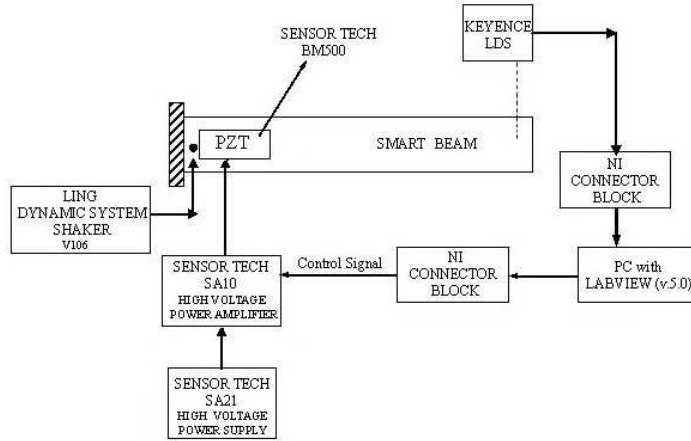 SENSOR TECH
BM500
KEYENCE
LDS
PZT
SMART BEAM
NI
CONNECTOR
BLOCK
LING
DYNAMIC SYSTEM
SHAKER
V106
SENSOR TECH
SA10
HIGH VOLTAGE
POWER AMPLIFIER
Control Signal
NI
CONNECTOR
BLOCK
PC with
LABVIEW (v.5.0)
SENSOR TECH
SA21
HIGH VOLTAGE
POWER SUPPLY